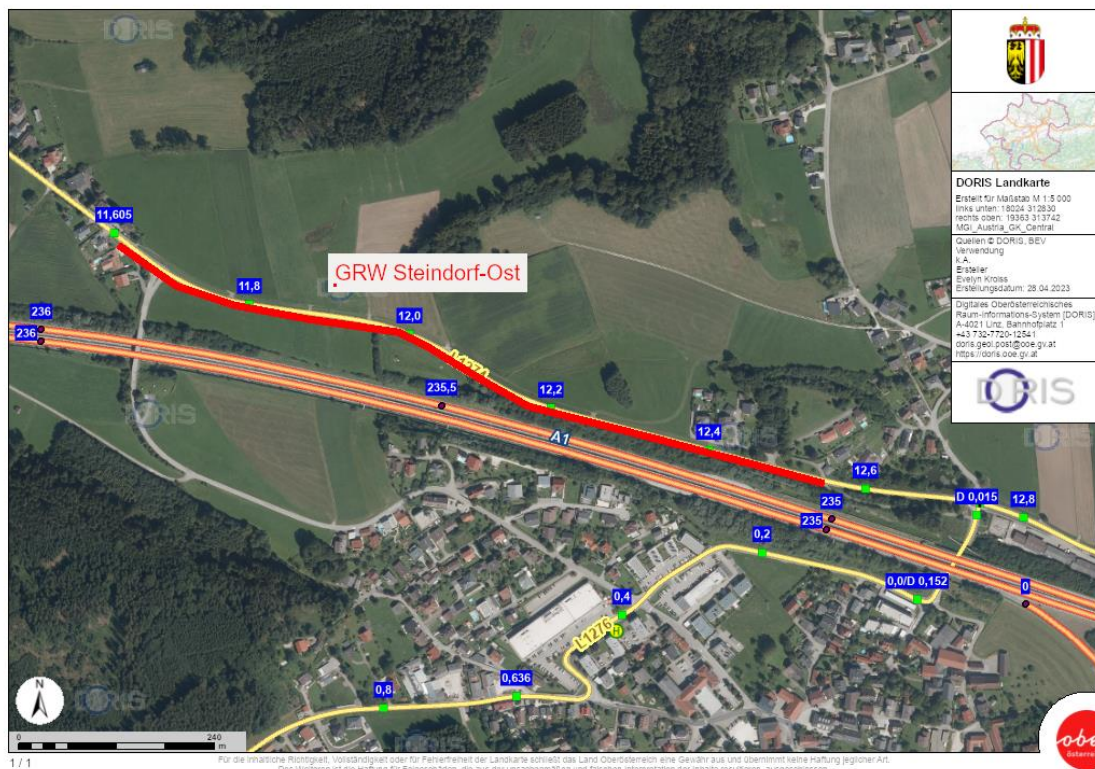 DORIS
11,605
11,8
GRW Steindorf-Ost
12,0
236
236
235,5
12,2
A1
12,4
12,6
D 0,015
12,8
235
235
0,2
0,0/D 0,152
0
0,4
H
L1276
0,636
0,8
N
0
240
m
1 / 1
DORIS Landkarte
Erstellt für Maßstab M 1:5 000
links unten: 18024 312830
rechts oben: 19363 313742
MGI_Austria_GK_Central
Quellen © DORIS, BEV
Verwendung
k.A.
Ersteller
Evelyn Kroiss
Erstellungsdatum: 28.04.2023
Digitales Oberösterreichisches
Raum-Informations-System [DORIS]
A-4021 Linz, Bahnhofplatz 1
+43 732-7720-12541
doris.geol.post@ooe.gv.at
https://doris.ooe.gv.at
DORIS
Für die inhaltliche Richtigkeit, Vollständigkeit oder für Fehlerfreiheit der Landkarte schließt das Land Oberösterreich eine Gewähr aus und übernimmt keine Haftung jeglicher Art.